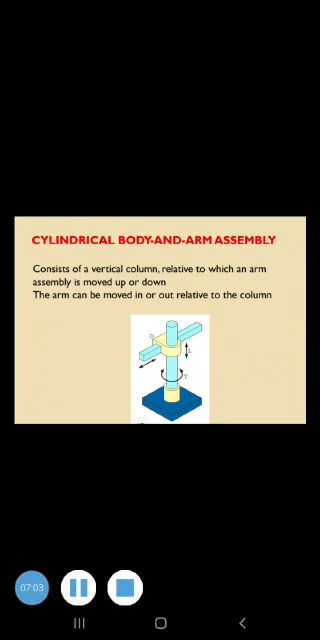 CYLINDRICAL BODY-AND-ARM ASSEMBLY
Consists of a vertical column, relative to which an arm
assembly is moved up or down
The arm can be moved in or out relative to the column
O
L
T
07:03